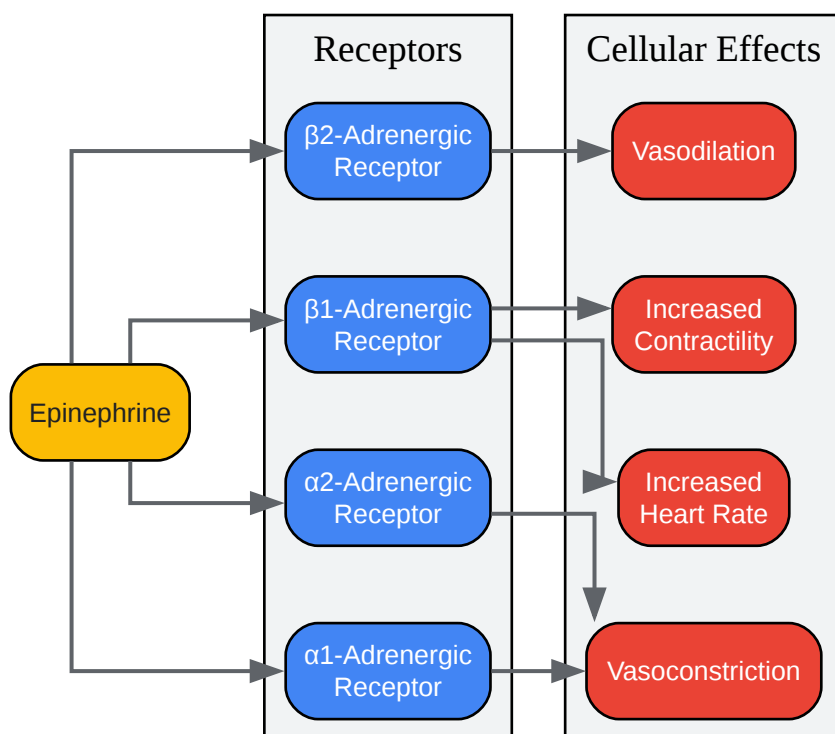 Receptors
Cellular Effects
β2-Adrenergic
Receptor
Vasodilation
β1-Adrenergic
Receptor
Increased
Contractility
Epinephrine
α2-Adrenergic
Receptor
Increased
Heart Rate
α1-Adrenergic
Receptor
Vasoconstriction